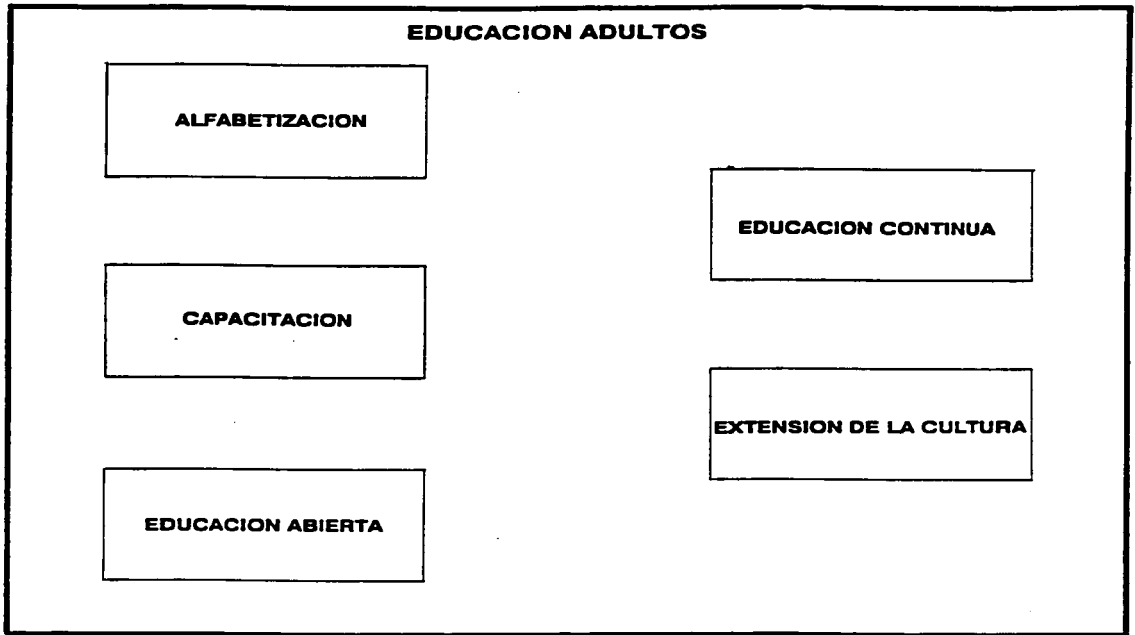 EDUCACION ADULTOS
ALFABETIZACION
CAPACITACION
EDUCACION ABIERTA
EDUCACION CONTINUA
EXTENSION DE LA CULTURA